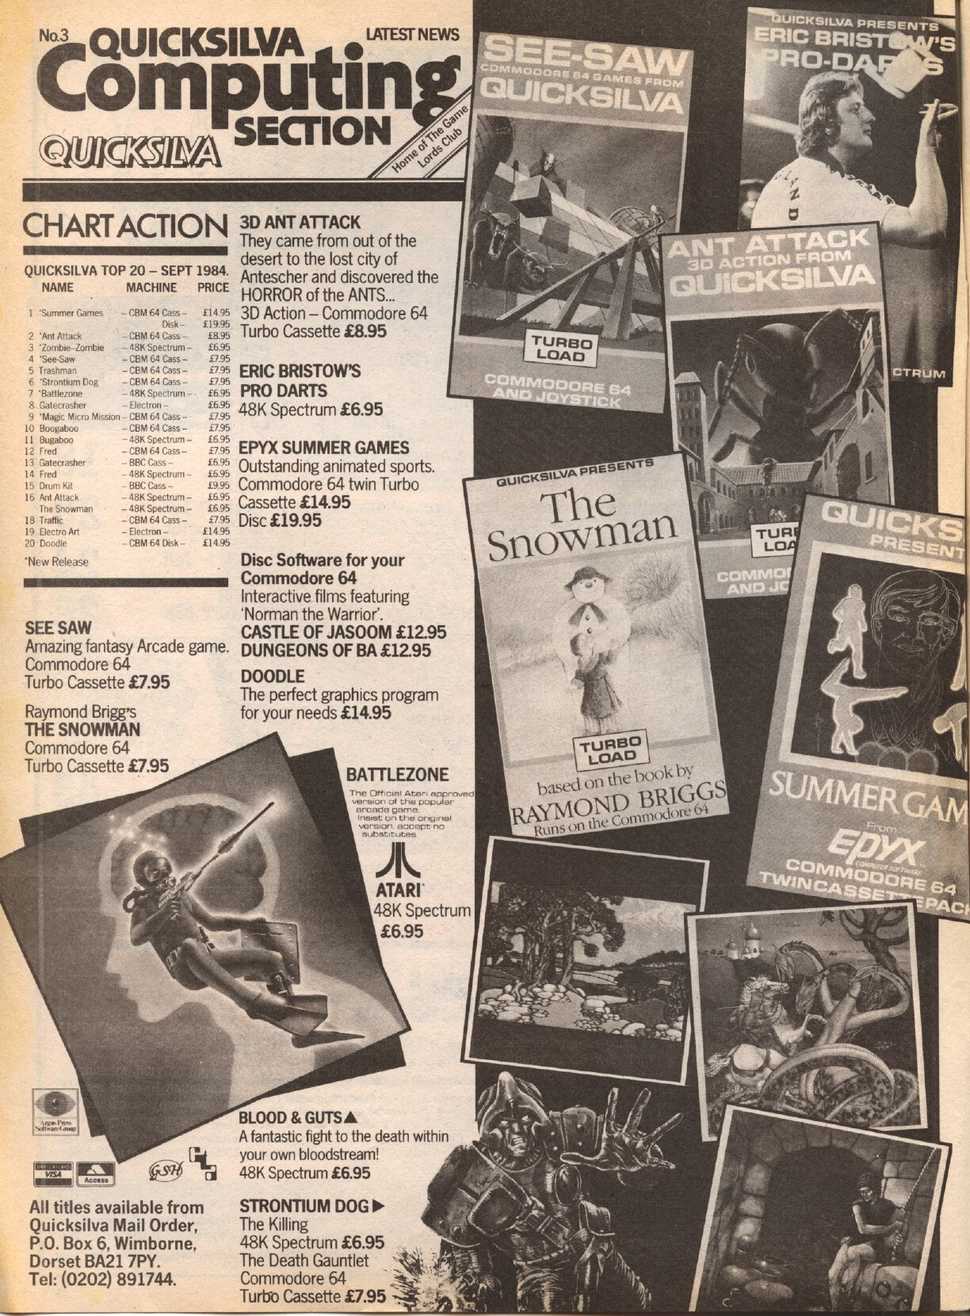 No.3
QUICKSILVA
LATEST NEWS
Computing
SECTION
QUICKSILVA
Home of The Game
Lords Club
CHART ACTION
QUICKSILVA TOP 20 – SEPT 1984.
NAME MACHINE PRICE
1 *Summer Games – CBM 64 Cass – £14.95
Disk – £19.95
2 *Ant Attack – CBM 64 Cass – £8.95
3 *Zombie-Zombie – 48K Spectrum – £6.95
4 *See-Saw – CBM 64 Cass – £7.95
5 Trashman – CBM 64 Cass – £7.95
6 *Strontium Dog – CBM 64 Cass – £7.95
7 *Battlezone – 48K Spectrum – £6.95
8 Gatecrasher – Electron – £6.95
9 *Magic Micro Mission – CBM 64 Cass – £7.95
10 Boogaboo – CBM 64 Cass – £7.95
11 Bugaboo – 48K Spectrum – £6.95
12 Fred – CBM 64 Cass – £7.95
13 Gatecrasher – BBC Cass – £6.95
14 Fred – 48K Spectrum – £6.95
15 Drum Kit – BBC Cass – £9.95
16 Ant Attack – 48K Spectrum – £6.95
The Snowman – 48K Spectrum – £6.95
18 Traffic – CBM 64 Cass – £7.95
19 Electro Art – Electron – £14.95
20 Doodle – CBM 64 Disk – £14.95
*New Release
SEE SAW
Amazing fantasy Arcade game.
Commodore 64
Turbo Cassette £7.95
Raymond Brigg's
THE SNOWMAN
Commodore 64
Turbo Cassette £7.95
3D ANT ATTACK
They came from out of the
desert to the lost city of
Antescher and discovered the
HORROR of the ANTS...
3D Action – Commodore 64
Turbo Cassette £8.95
ERIC BRISTOW'S
PRO DARTS
48K Spectrum £6.95
EPYX SUMMER GAMES
Outstanding animated sports.
Commodore 64 twin Turbo
Cassette £14.95
Disc £19.95
Disc Software for your
Commodore 64
Interactive films featuring
'Norman the Warrior'.
CASTLE OF JASOOM £12.95
DUNGEONS OF BA £12.95
DOODLE
The perfect graphics program
for your needs £14.95
BATTLEZONE
The Official Atari approved
version of the popular
arcade game.
Insist on the original
version, accept no
substitutes.
ATARI
48K Spectrum
£6.95
BLOOD & GUTS▲
A fantastic fight to the death within
your own bloodstream!
48K Spectrum £6.95
STRONTIUM DOG ▶
The Killing
48K Spectrum £6.95
The Death Gauntlet
Commodore 64
Turbo Cassette £7.95
Argus Press
Software Group
VISA
Access
GSH
All titles available from
Quicksilva Mail Order,
P.O. Box 6, Wimborne,
Dorset BA21 7PY.
Tel: (0202) 891744.
SEE-SAW
COMMODORE 64 GAMES FROM
QUICKSILVA
TURBO
LOAD
COMMODORE 64
AND JOYSTICK
QUICKSILVA PRESENTS
ERIC BRISTOW'S
PRO-DARTS
CTRUM
ANT ATTACK
3D ACTION FROM
QUICKSILVA
TUR
LOA
COMMO
AND JO
QUICKSILVA PRESENTS
The
Snowman
TURBO
LOAD
based on the book by
RAYMOND BRIGGS
Runs on the Commodore 64
QUICKS
PRESENT
SUMMER GAM
From
EPYX
COMPUTER SOFTWARE
COMMODORE 64
TWIN CASSETTE PACK